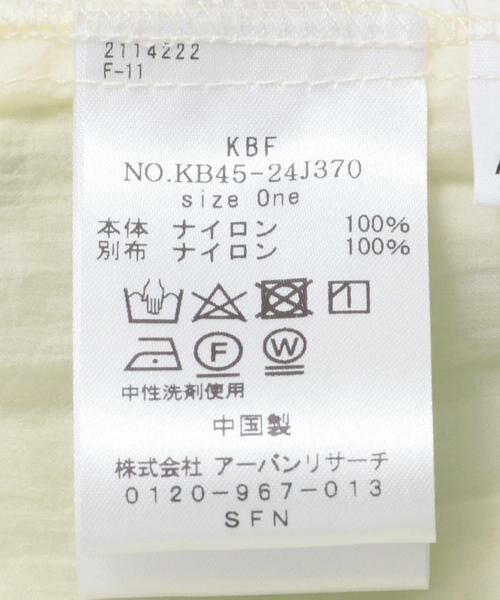 2114222
F-11
KBF
NO.KB45-24J370
size One
本体 ナイロン 100%
別布 ナイロン 100%
F W
中性洗剤使用
中国製
株式会社 アーバンリサーチ
0120-967-013
SFN